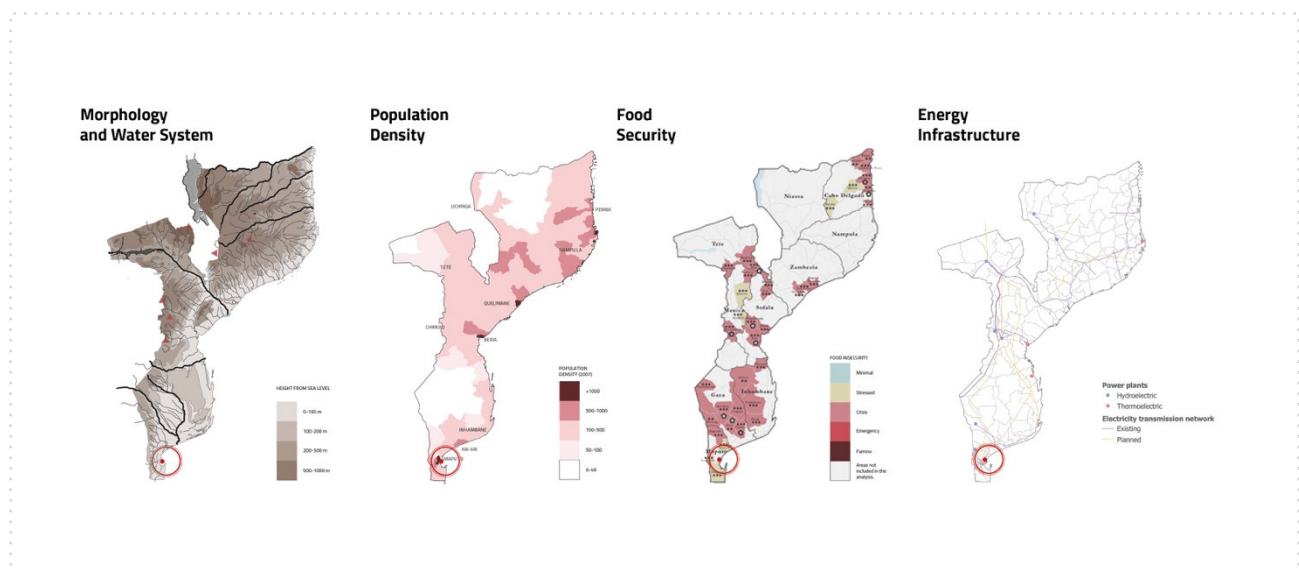 Morphology
and Water System
HEIGHT FROM SEA LEVEL
0-100 m
100-200 m
200-500 m
500-1000 m
Population
Density
LICHINGA
PEMBA
NAMPULA
TETE
QUELIMANE
CHIMOIO
BEIRA
INHAMBANE
MAPUTO
POPULATION
DENSITY (2007)
>1000
500-1000
100-500
50-100
0-49
Food
Security
Niassa
Cabo Delgado
Nampula
Tete
Zambezia
Manica
Sofala
Gaza
Inhambane
Maputo
FOOD INSECURITY
Minimal
Stressed
Crisis
Emergency
Famine
Areas not
included in the
analysis.
Energy
Infrastructure
Power plants
Hydroelectric
Thermoelectric
Electricity transmission network
Existing
Planned